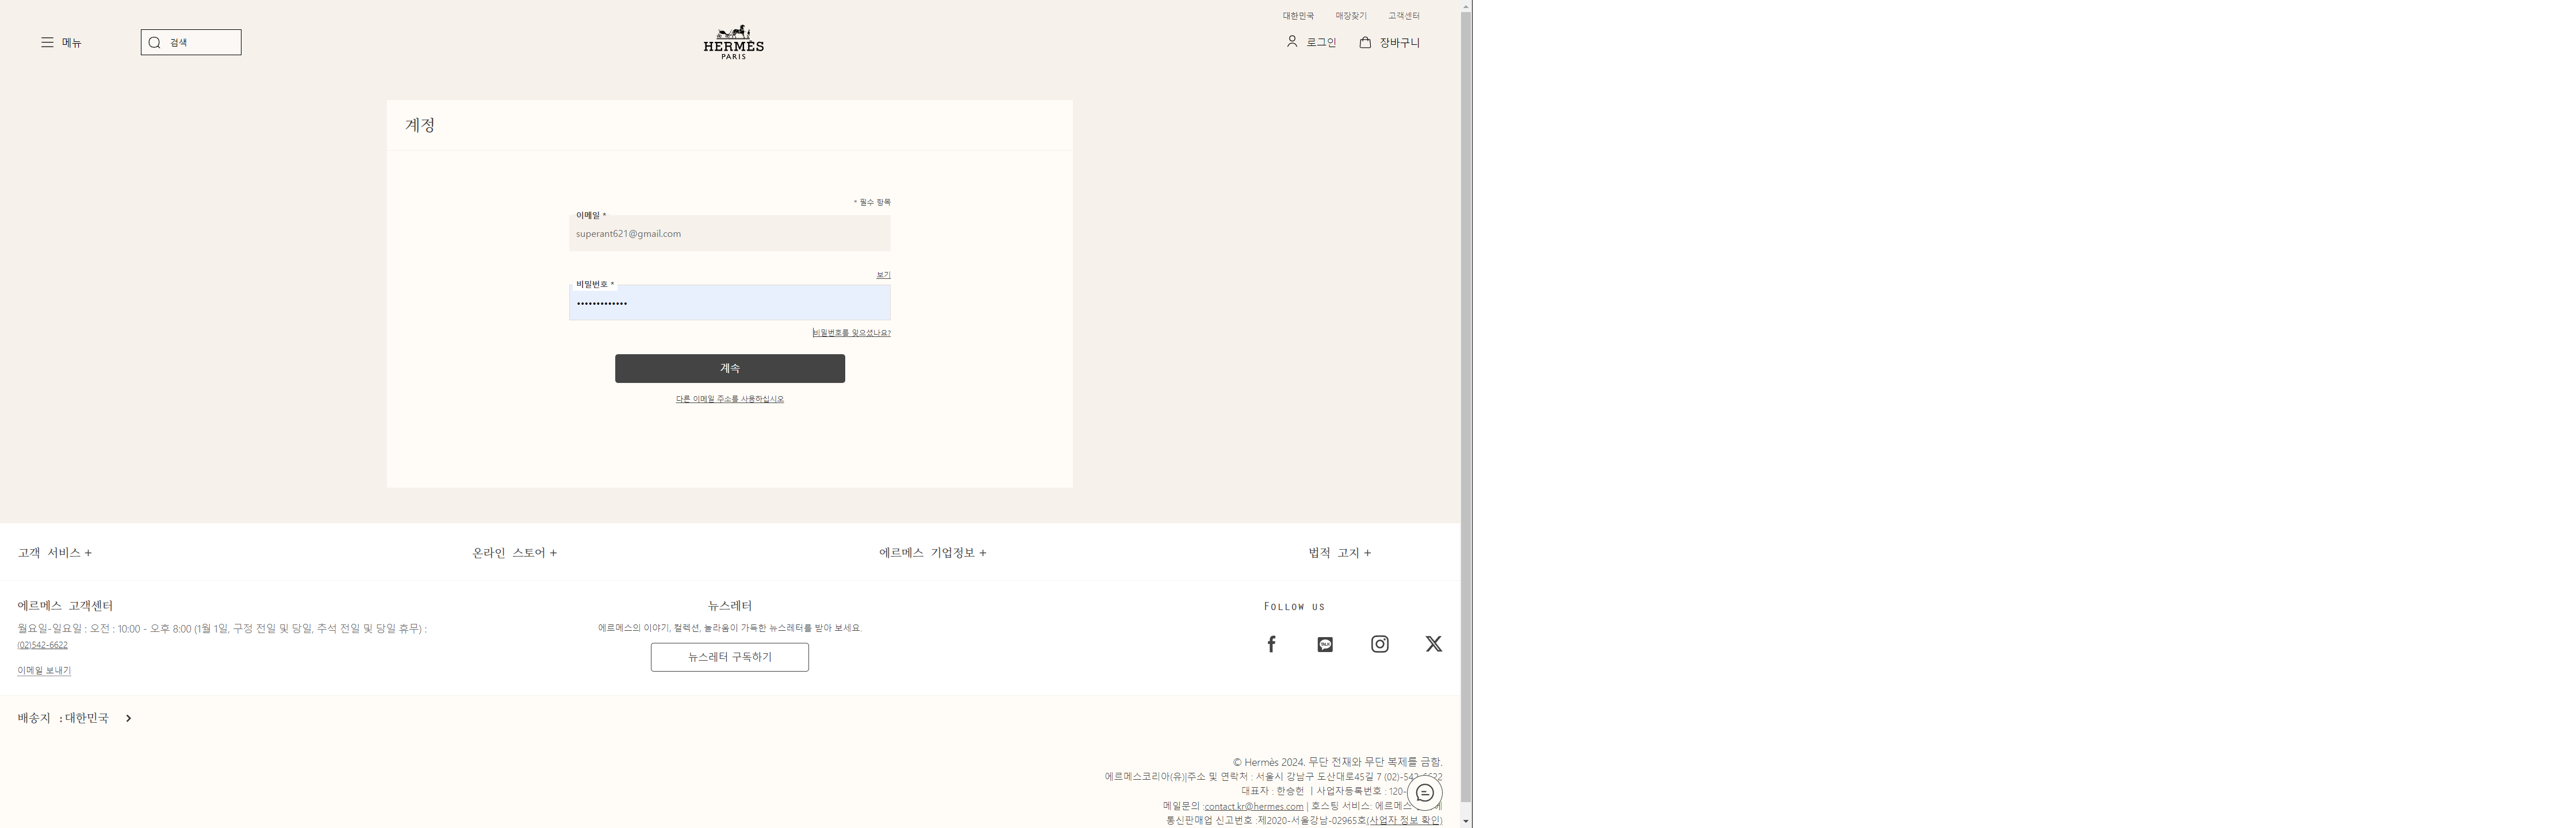 대한민국 매장찾기 고객센터
메뉴 검색 HERMÈS PARIS 로그인 장바구니
계정
* 필수 항목
이메일 *
superant621@gmail.com
보기
비밀번호 *
•••••••••••••
비밀번호를 잊으셨나요?
계속
다른 이메일 주소를 사용하십시오
고객 서비스 + 온라인 스토어 + 에르메스 기업정보 + 법적 고지 +
에르메스 고객센터
월요일-일요일 : 오전 : 10:00 - 오후 8:00 (1월 1일, 구정 전일 및 당일, 추석 전일 및 당일 휴무) :
(02)542-6622
이메일 보내기
뉴스레터
에르메스의 이야기, 컬렉션, 놀라움이 가득한 뉴스레터를 받아 보세요.
뉴스레터 구독하기
FOLLOW US
TALK
배송지 : 대한민국
© Hermès 2024. 무단 전재와 무단 복제를 금함.
에르메스코리아(유)|주소 및 연락처 : 서울시 강남구 도산대로45길 7 (02)-542-6622
대표자 : 한승헌 | 사업자등록번호 : 120-
메일문의 :contact.kr@hermes.com | 호스팅 서비스: 에르메스
통신판매업 신고번호 :제2020-서울강남-02965호(사업자 정보 확인)